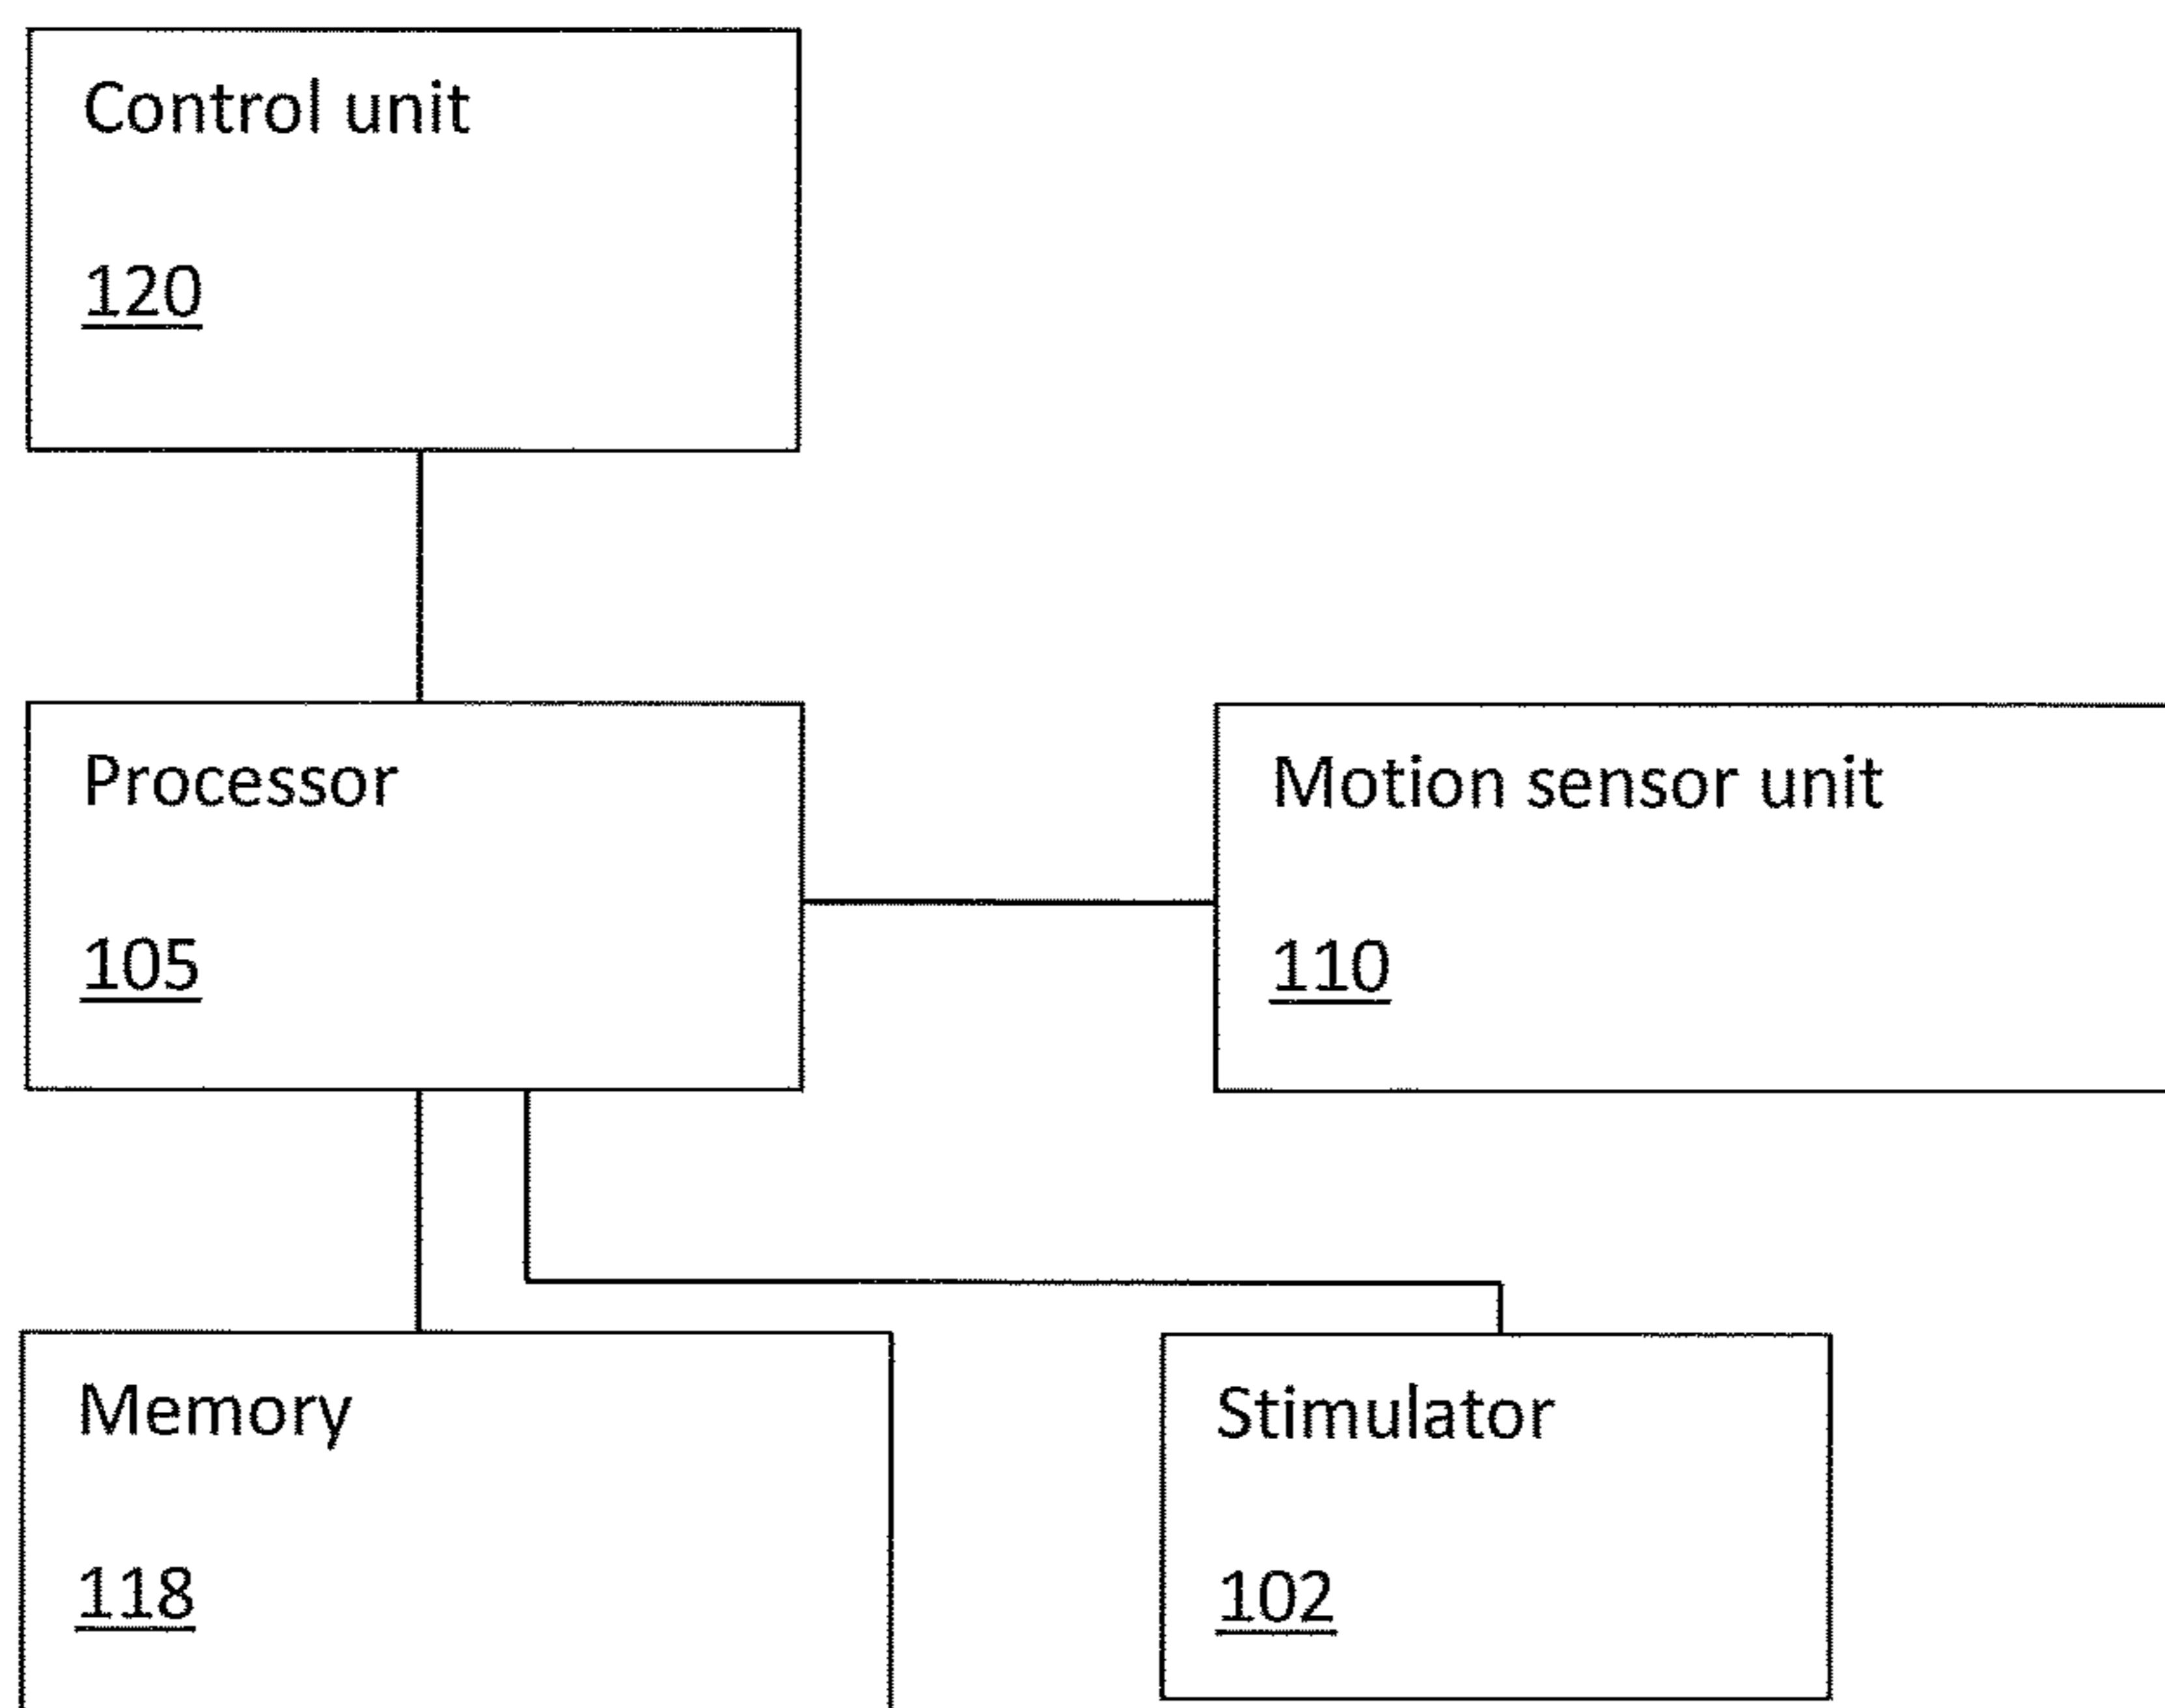 Control unit
120
Processor
105
Motion sensor unit
110
Memory
118
Stimulator
102